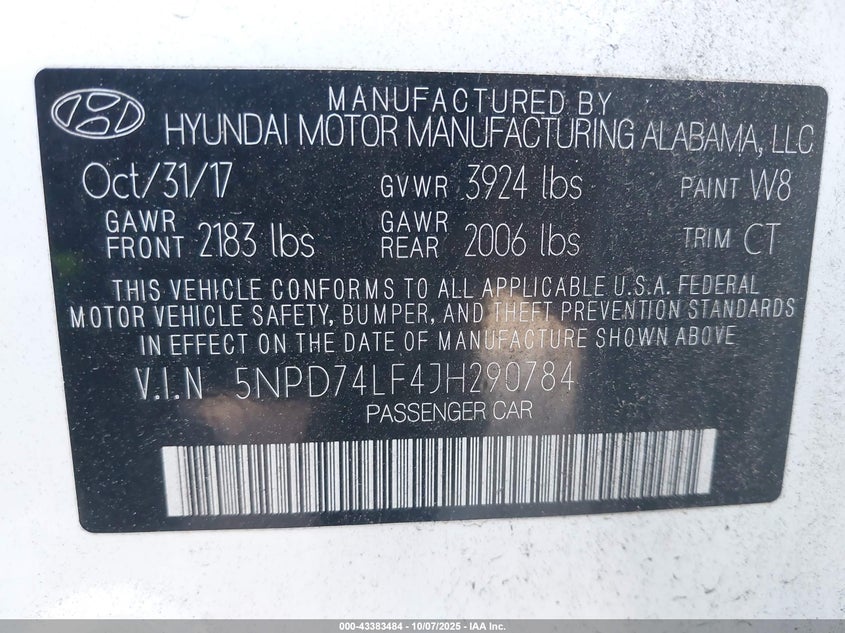 MANUFACTURED BY
HYUNDAI MOTOR MANUFACTURING ALABAMA, LLC
Oct/31/17 GVWR 3924 lbs PAINT W8
GAWR FRONT 2183 lbs GAWR REAR 2006 lbs TRIM CT
THIS VEHICLE CONFORMS TO ALL APPLICABLE U.S.A. FEDERAL
MOTOR VEHICLE SAFETY, BUMPER, AND THEFT PREVENTION STANDARDS
IN EFFECT ON THE DATE OF MANUFACTURE SHOWN ABOVE
V.I.N 5NPD74LF4JH290784
PASSENGER CAR
000-43383484 - 10/07/2025 - IAA Inc.